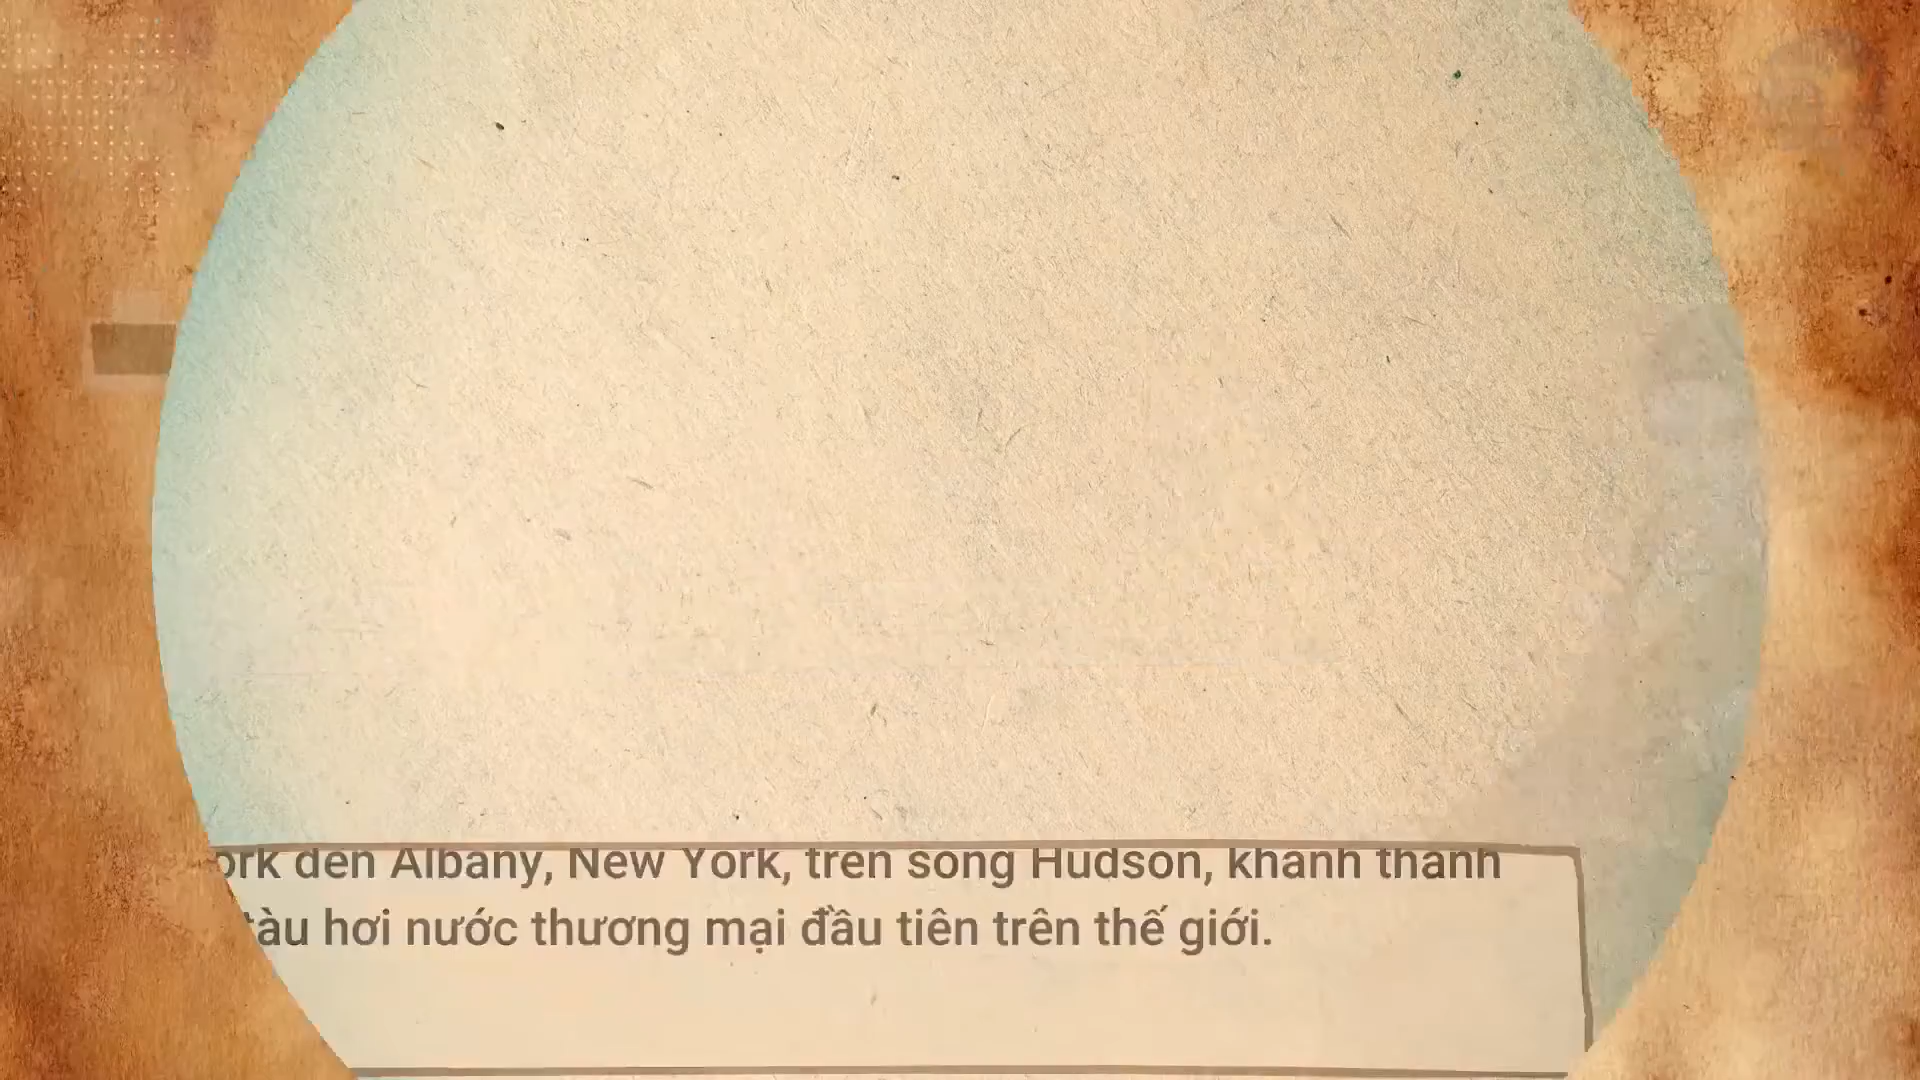 đến Albany, New York, trên sông Hudson, khánh thành
tàu hơi nước thương mại đầu tiên trên thế giới.